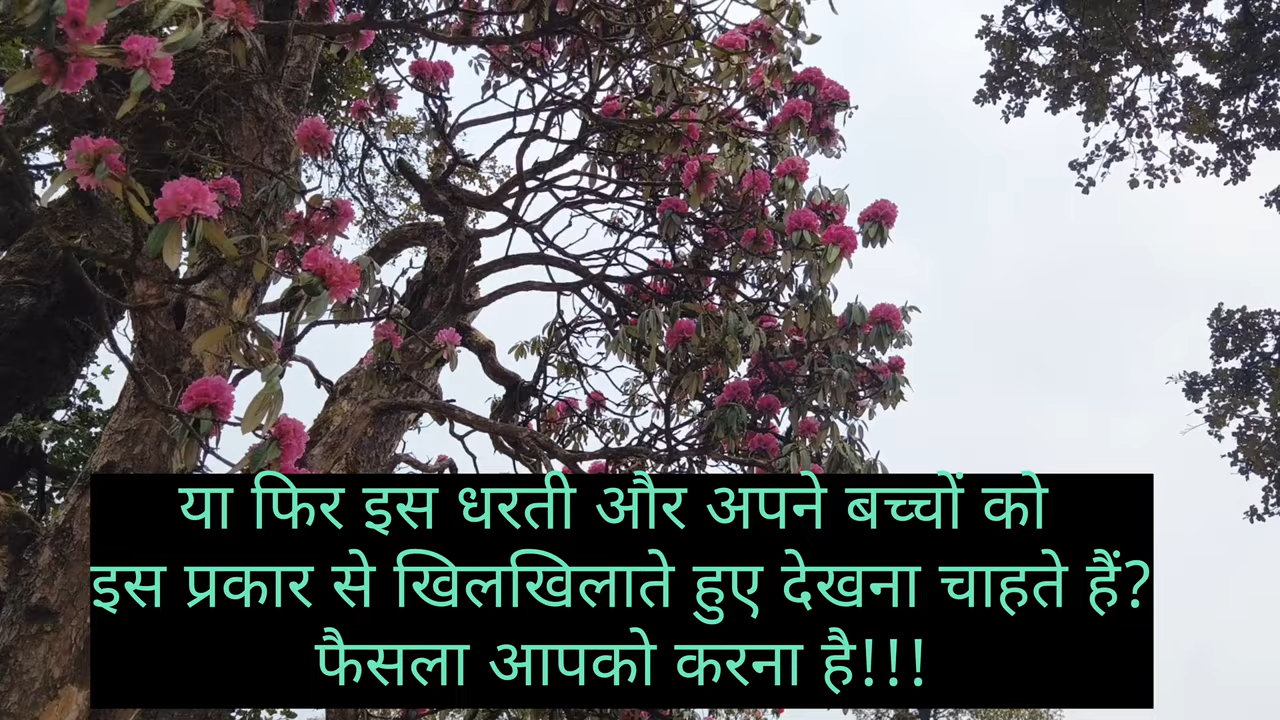 या फिर इस धरती और अपने बच्चों को
इस प्रकार से खिलखिलाते हुए देखना चाहते हैं?
फैसला आपको करना है!!!